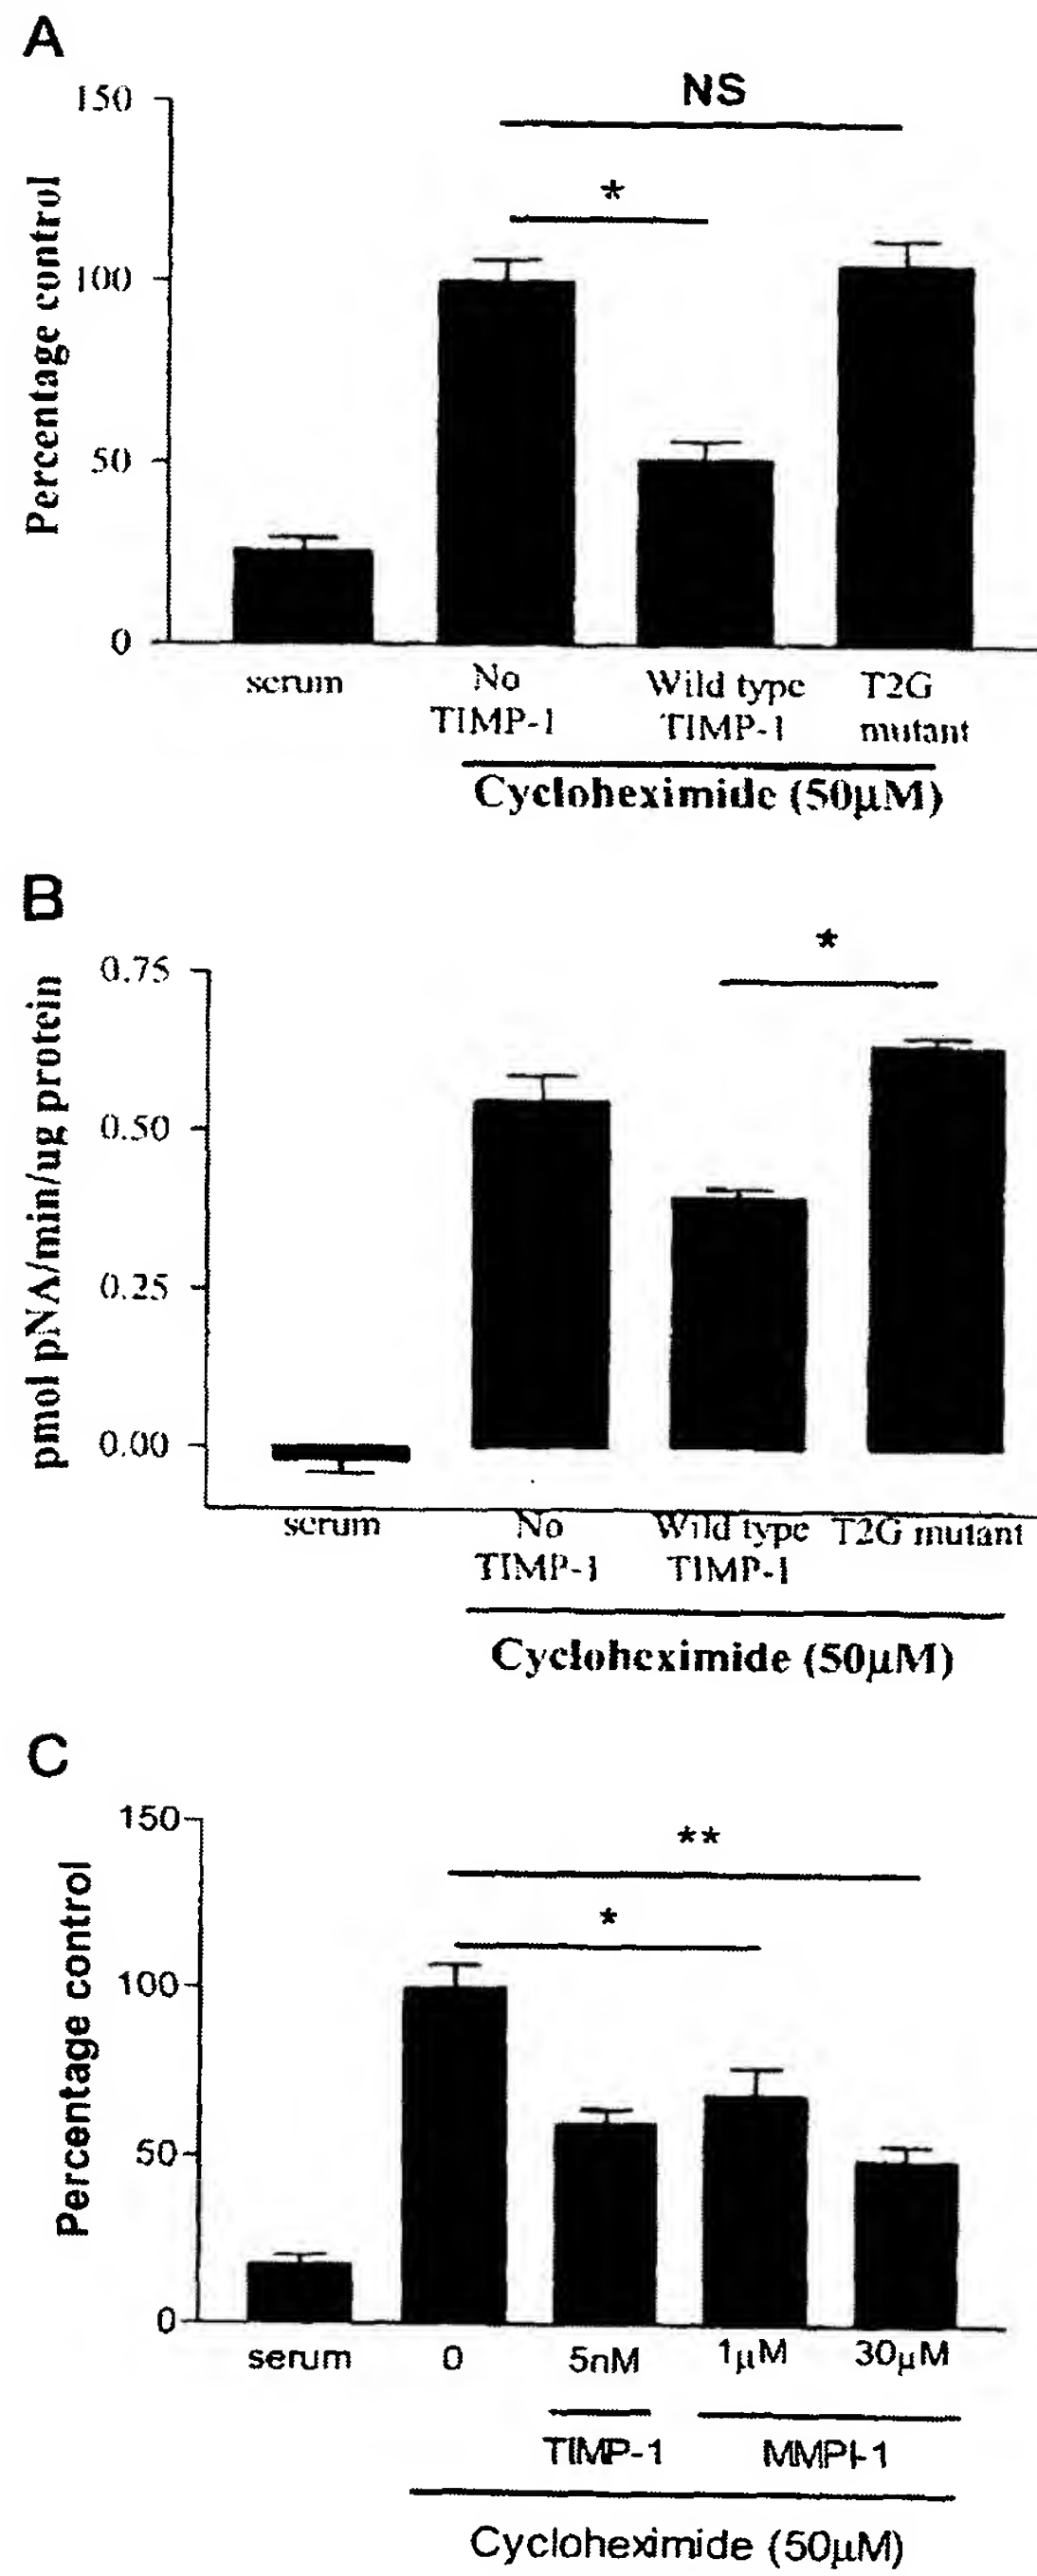 A
150
NS
*
100
50
0
Percentage control
serum
No
TIMP-1
Wild type
TIMP-1
T2G
mutant
Cycloheximide (50µM)
B
*
0.75
0.50
0.25
0.00
pmol pNA/min/ug protein
serum
No
TIMP-1
Wild type
TIMP-1
T2G mutant
Cycloheximide (50µM)
C
150
**
*
100
50
0
Percentage control
serum
0
5nM
1µM
30µM
TIMP-1
MMPI-1
Cycloheximide (50µM)